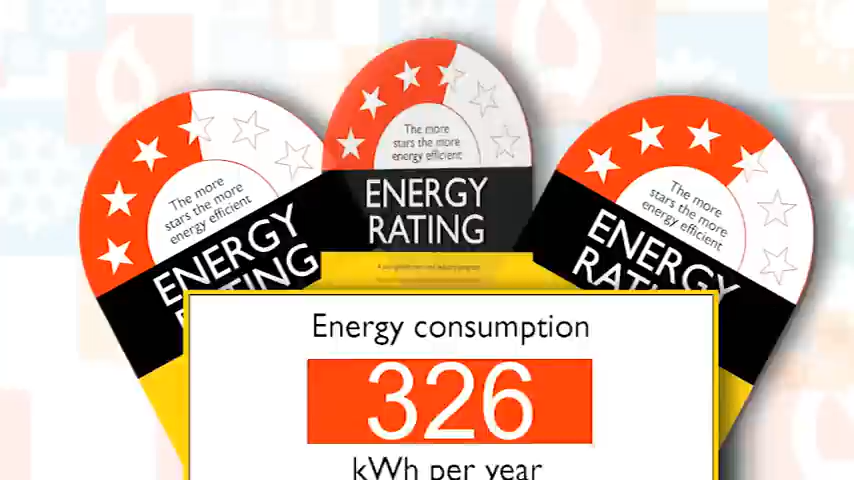 The more
stars the more
energy efficient
ENERGY
RATING
The more
stars the more
energy efficient
ENERGY
RATING
The more
stars the more
energy efficient
ENERGY
Energy consumption
326
kWh per year